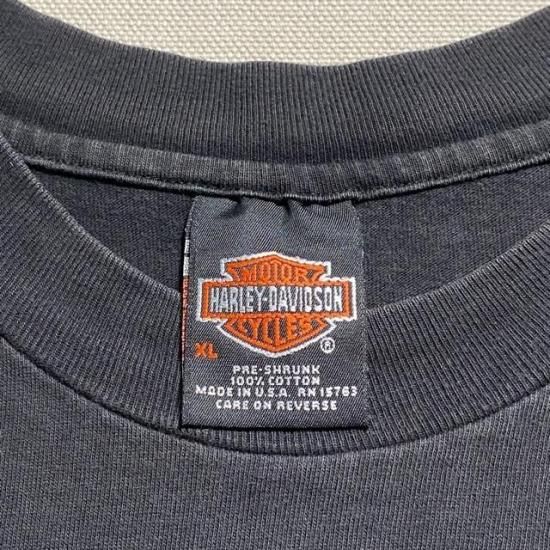 MOTOR
HARLEY-DAVIDSON
CYCLES
XL ®
PRE-SHRUNK
100% COTTON
MADE IN U.S.A. RN 15763
CARE ON REVERSE